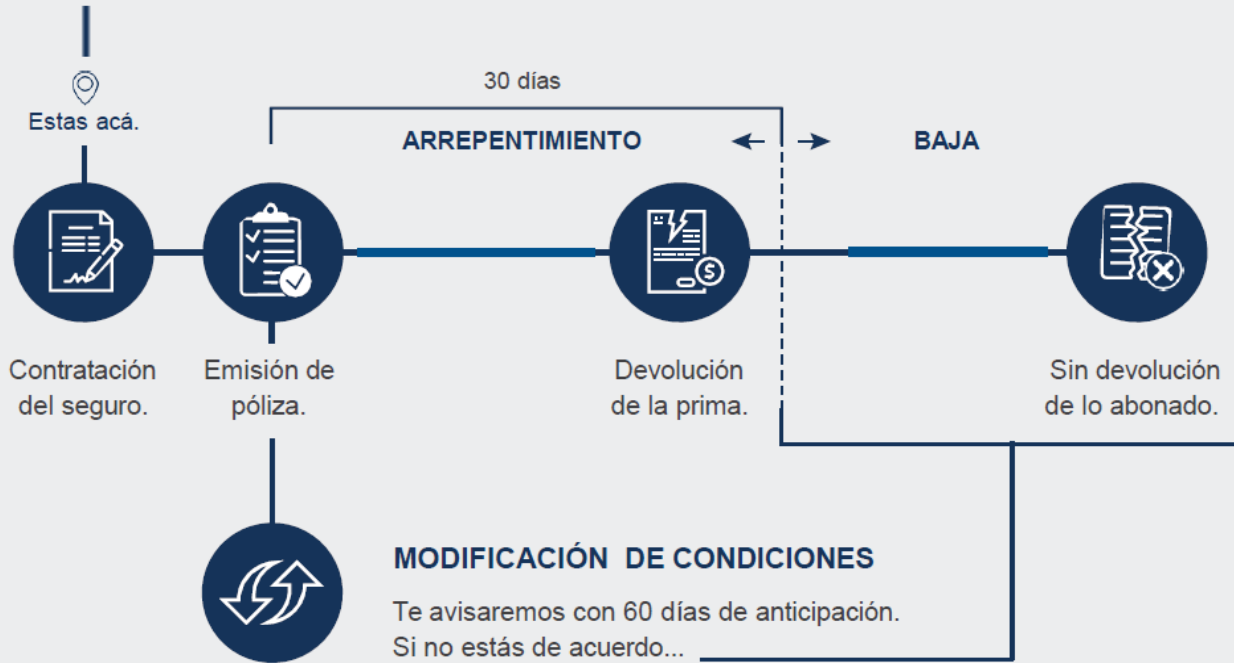 30 días
Estas acá.
ARREPENTIMIENTO
BAJA
$
Contratación
del seguro.
Emisión de
póliza.
Devolución
de la prima.
Sin devolución
de lo abonado.
MODIFICACIÓN DE CONDICIONES
Te avisaremos con 60 días de anticipación.
Si no estás de acuerdo...